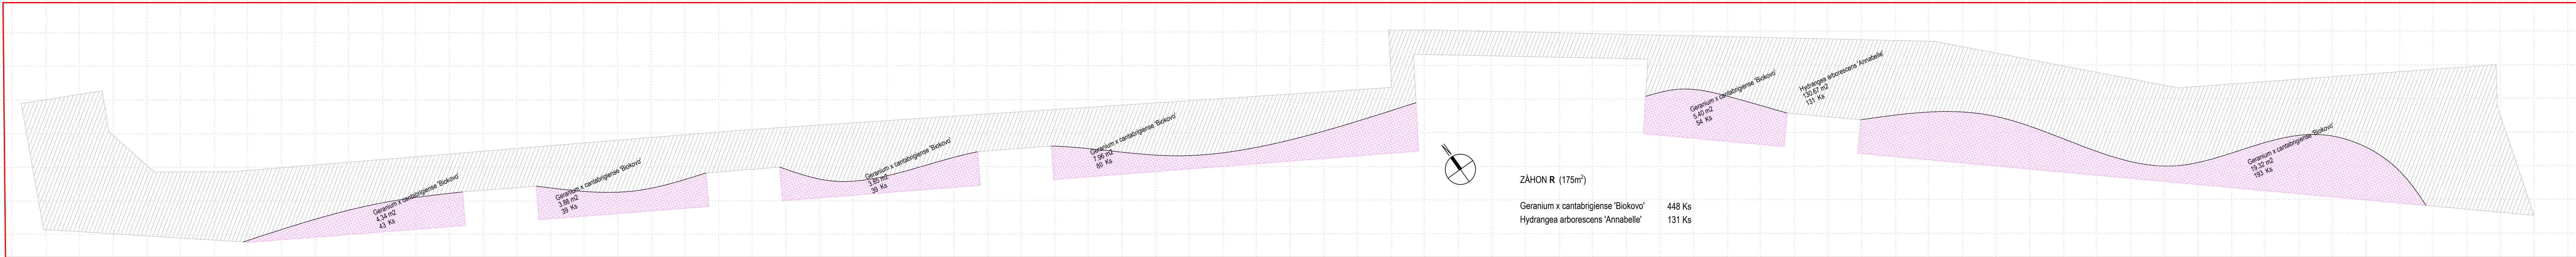 Geranium x cantabrigiense 'Biokovo'
4.34 m2
43 Ks
Geranium x cantabrigiense 'Biokovo'
3.88 m2
39 Ks
Geranium x cantabrigiense 'Biokovo'
3.85 m2
39 Ks
Geranium x cantabrigiense 'Biokovo'
7.96 m2
80 Ks
Geranium x cantabrigiense 'Biokovo'
5.40 m2
54 Ks
Hydrangea arborescens 'Annabelle'
130.67 m2
131 Ks
Geranium x cantabrigiense 'Biokovo'
19.32 m2
193 Ks
ZÁHON R (175m²)
Geranium x cantabrigiense 'Biokovo' 448 Ks
Hydrangea arborescens 'Annabelle' 131 Ks